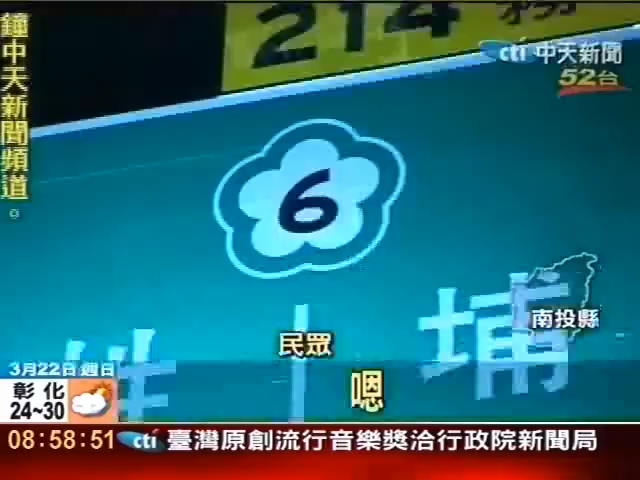 鐘中天新聞頻道。
214
cti 中天新聞
52台
6
埔
南投縣
民眾
嗯
3月22日 週日
彰化
24~30
08:58:51 cti 臺灣原創流行音樂獎洽行政院新聞局